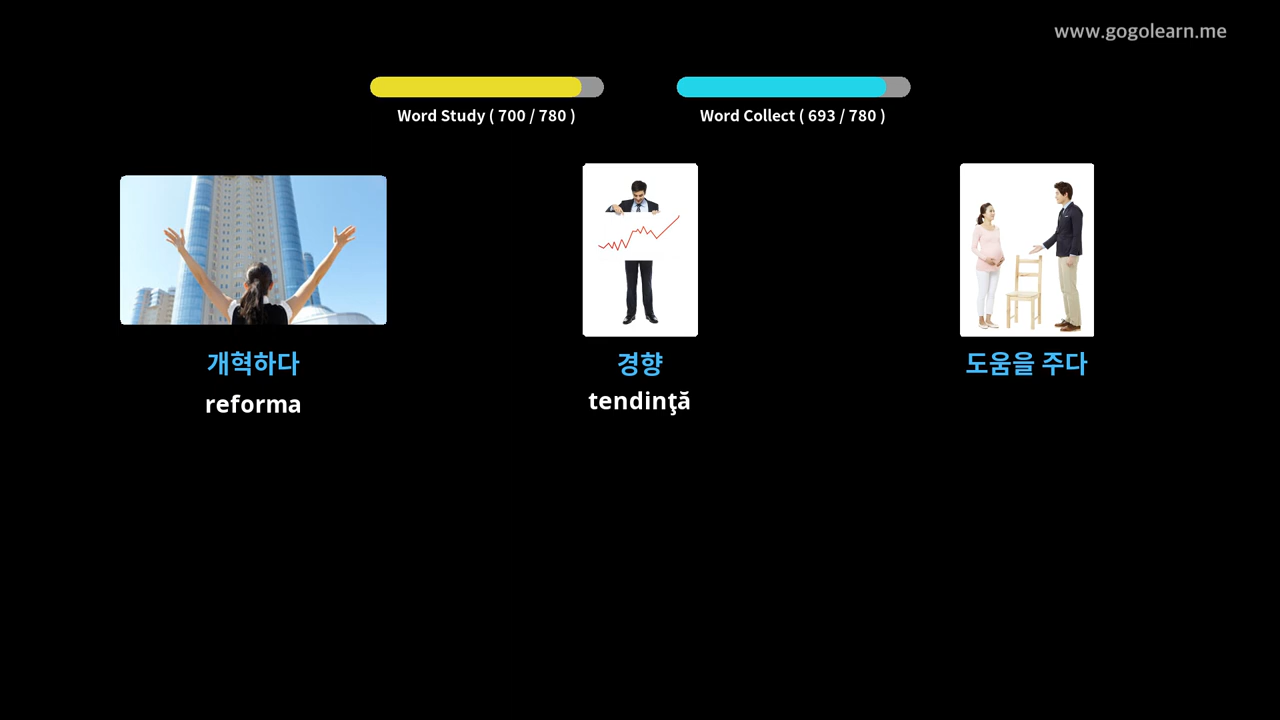 www.gogolearn.me
Word Study ( 700 / 780 )
Word Collect ( 693 / 780 )
개혁하다
reforma
경향
tendinţă
도움을 주다